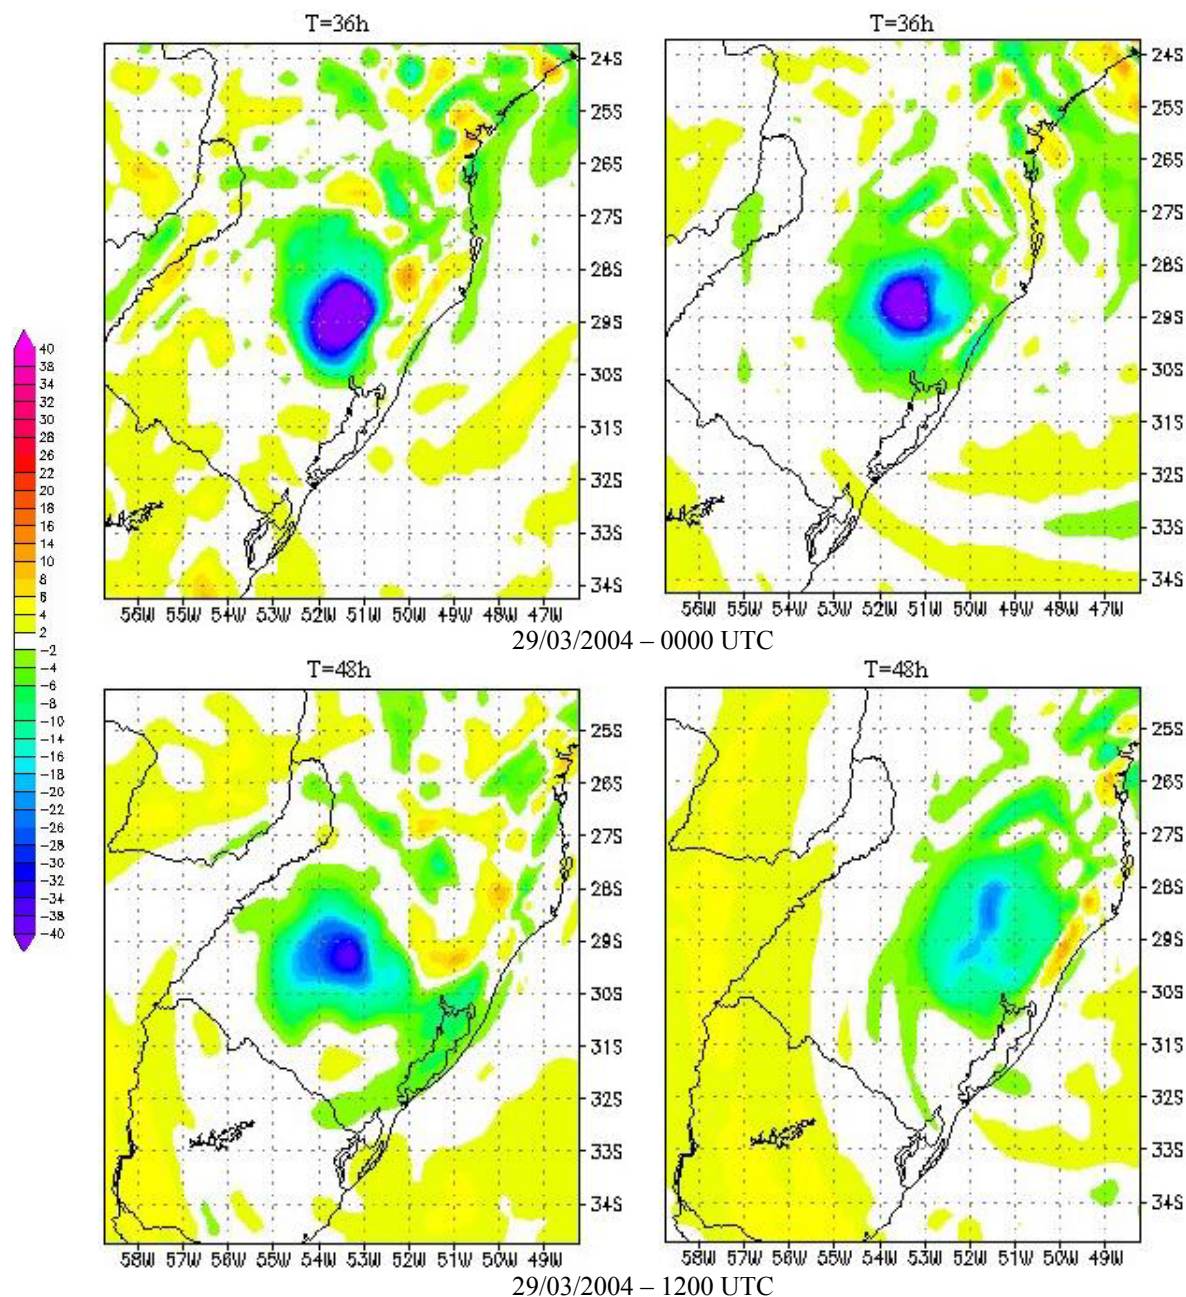 T=36h
T=36h
24S
25S
26S
27S
28S
29S
30S
31S
32S
33S
34S
56W 55W 54W 53W 52W 51W 50W 49W 48W 47W
24S
25S
26S
27S
28S
29S
30S
31S
32S
33S
34S
56W 55W 54W 53W 52W 51W 50W 49W 48W 47W
29/03/2004 – 0000 UTC
40
38
34
32
30
28
26
22
20
18
16
14
10
8
6
4
2
-2
-4
-6
-8
-10
-14
-16
-18
-20
-22
-26
-28
-30
-32
-34
-38
-40
T=48h
T=48h
25S
26S
27S
28S
29S
30S
31S
32S
33S
34S
58W 57W 56W 55W 54W 53W 52W 51W 50W 49W
25S
26S
27S
28S
29S
30S
31S
32S
33S
34S
58W 57W 56W 55W 54W 53W 52W 51W 50W 49W
29/03/2004 – 1200 UTC